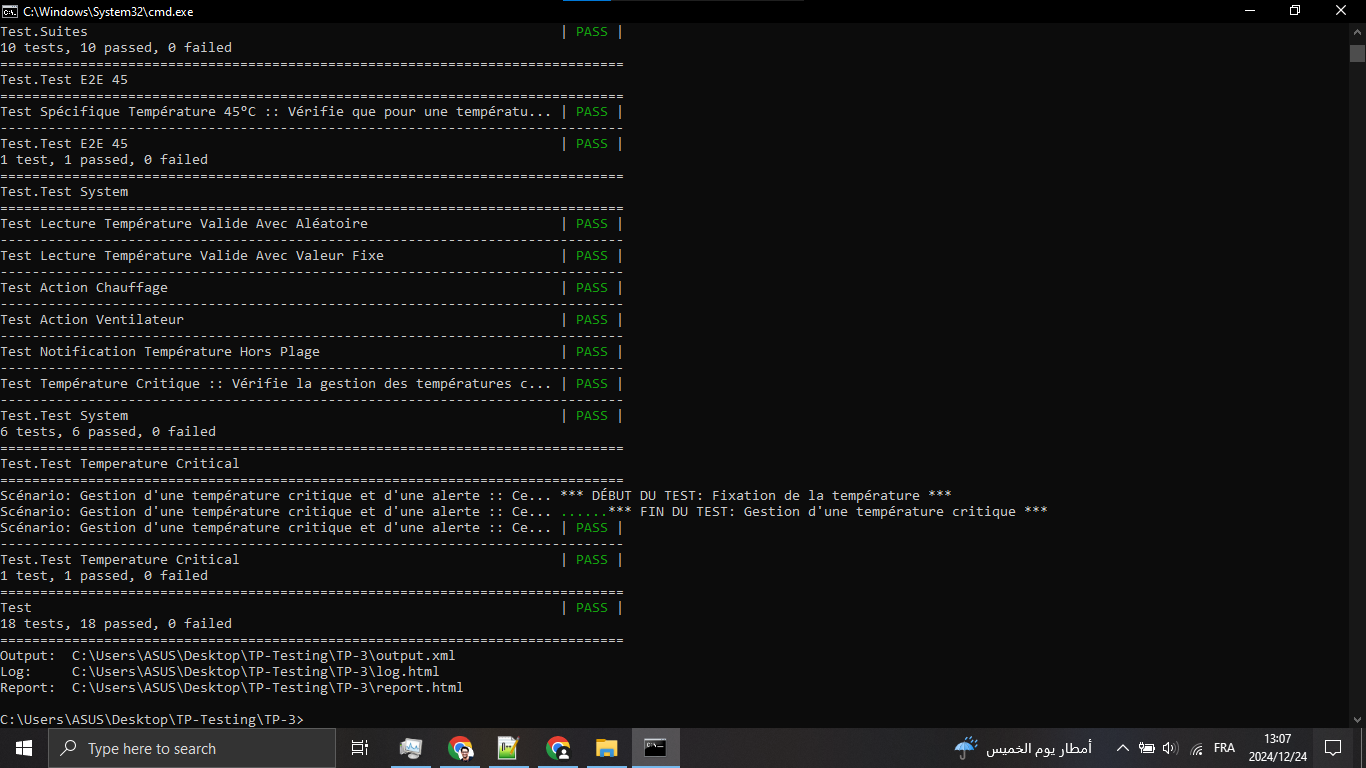 C:\Windows\System32\cmd.exe
Test.Suites | PASS |
10 tests, 10 passed, 0 failed
==============================================================================
Test.Test E2E 45
==============================================================================
Test Spécifique Température 45°C :: Vérifie que pour une températu... | PASS |
------------------------------------------------------------------------------
Test.Test E2E 45 | PASS |
1 test, 1 passed, 0 failed
==============================================================================
Test.Test System
==============================================================================
Test Lecture Température Valide Avec Aléatoire | PASS |
------------------------------------------------------------------------------
Test Lecture Température Valide Avec Valeur Fixe | PASS |
------------------------------------------------------------------------------
Test Action Chauffage | PASS |
------------------------------------------------------------------------------
Test Action Ventilateur | PASS |
------------------------------------------------------------------------------
Test Notification Température Hors Plage | PASS |
------------------------------------------------------------------------------
Test Température Critique :: Vérifie la gestion des températures c... | PASS |
------------------------------------------------------------------------------
Test.Test System | PASS |
6 tests, 6 passed, 0 failed
==============================================================================
Test.Test Temperature Critical
==============================================================================
Scénario: Gestion d'une température critique et d'une alerte :: Ce... *** DÉBUT DU TEST: Fixation de la température ***
Scénario: Gestion d'une température critique et d'une alerte :: Ce... ......*** FIN DU TEST: Gestion d'une température critique ***
Scénario: Gestion d'une température critique et d'une alerte :: Ce... | PASS |
------------------------------------------------------------------------------
Test.Test Temperature Critical | PASS |
1 test, 1 passed, 0 failed
==============================================================================
Test | PASS |
18 tests, 18 passed, 0 failed
==============================================================================
Output: C:\Users\ASUS\Desktop\TP-Testing\TP-3\output.xml
Log: C:\Users\ASUS\Desktop\TP-Testing\TP-3\log.html
Report: C:\Users\ASUS\Desktop\TP-Testing\TP-3\report.html
C:\Users\ASUS\Desktop\TP-Testing\TP-3>
Type here to search
أمطار يوم الخميس
FRA
13:07
2024/12/24